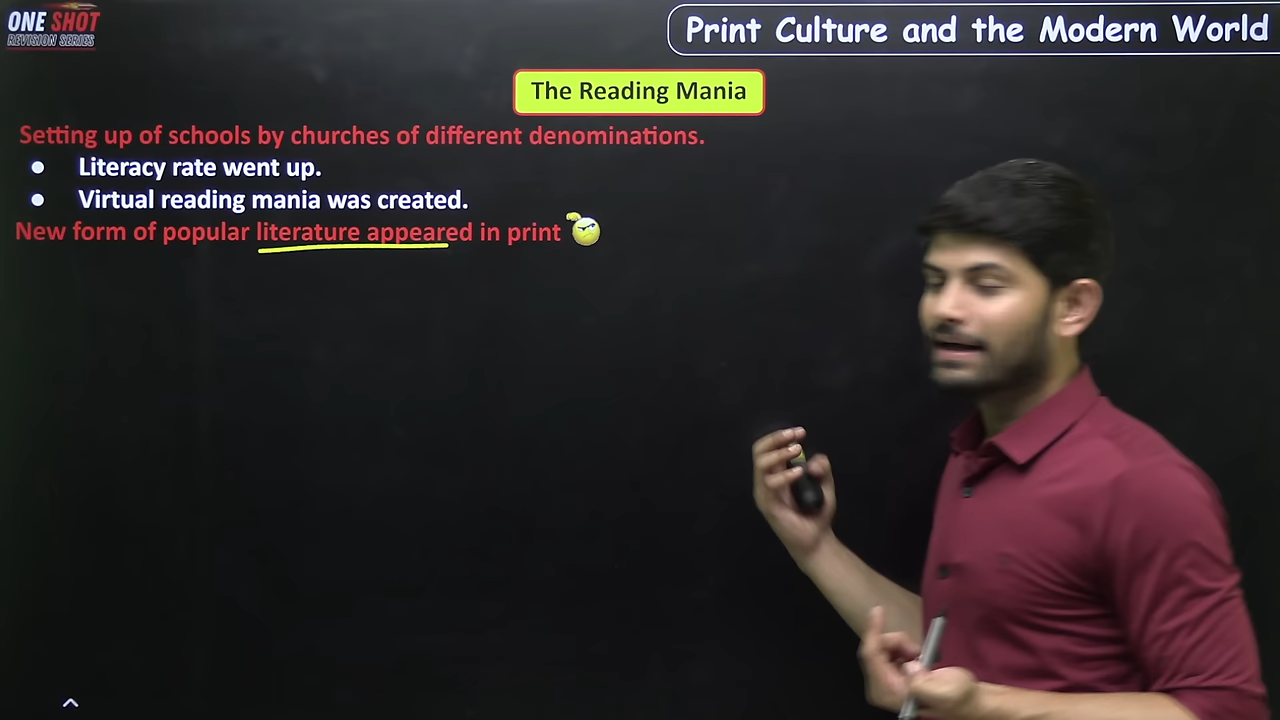 ONE SHOT
REVISION SERIES
Print Culture and the Modern World
The Reading Mania
Setting up of schools by churches of different denominations.
● Literacy rate went up.
● Virtual reading mania was created.
New form of popular literature appeared in print